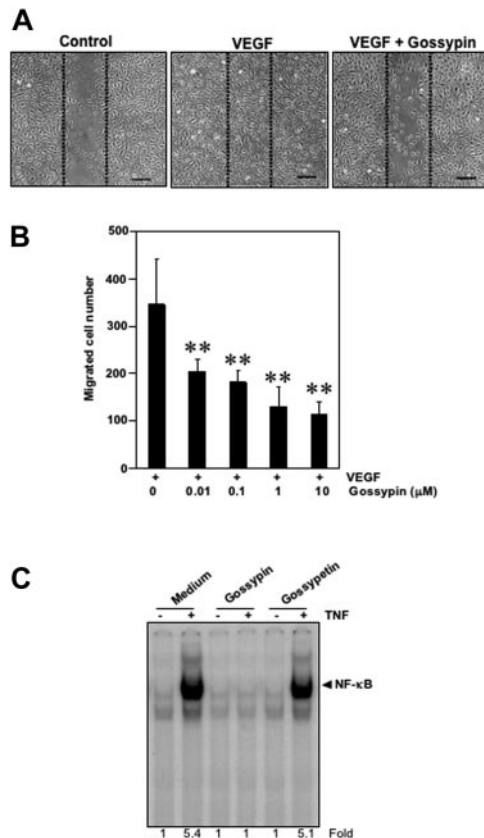 A
Control
VEGF
VEGF + Gossypin
B
Migrated cell number
500
400
300
200
100
0
**
**
**
**
+ + + + + VEGF
0 0.01 0.1 1 10 Gossypin (μM)
C
Medium
Gossypin
Gossypetin
- + - + - + TNF
◄NF-κB
1 5.4 1 1 1 5.1 Fold